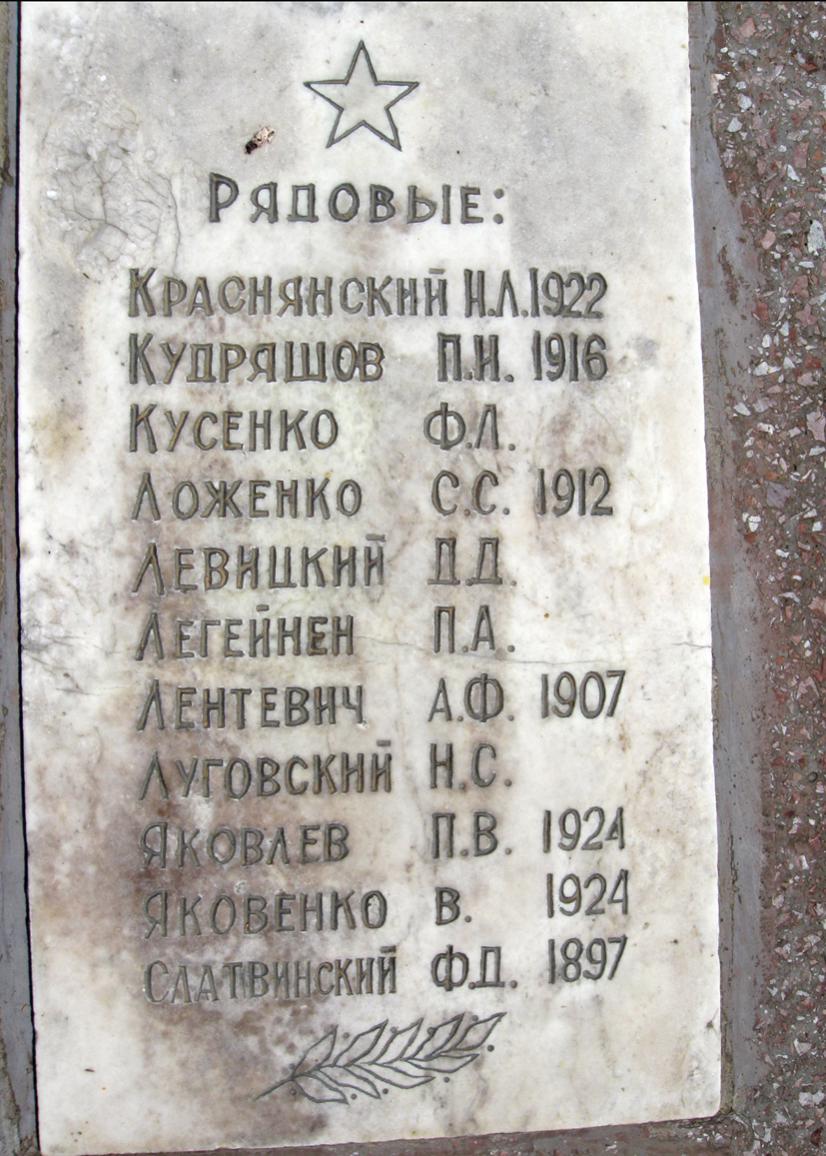 Рядовые:
Краснянский Н.Л.1922
Кудряшов П.И. 1916
Кусенко Ф.Л.
Ложенко С.С. 1912
Левицкий Д.Д.
Легейнен П.А.
Лентевич А.Ф. 1907
Луговский Н.С.
Яковлев П.В. 1924
Яковенко В. 1924
Слатвинский Ф.Д. 1897